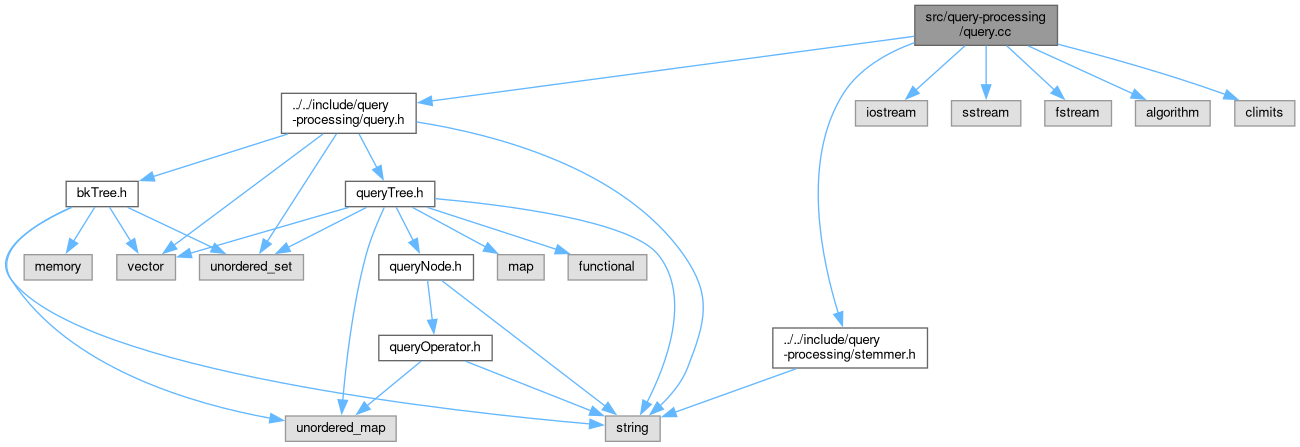 src/query-processing
/query.cc
../../include/query
-processing/query.h
iostream
sstream
fstream
algorithm
climits
bkTree.h
queryTree.h
memory
vector
unordered_set
queryNode.h
map
functional
queryOperator.h
../../include/query
-processing/stemmer.h
unordered_map
string